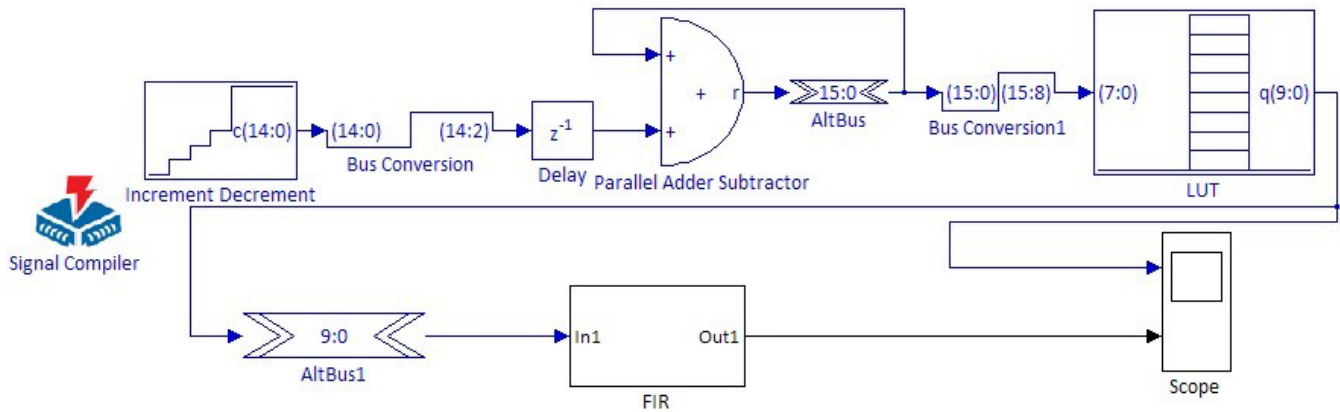 +
+
+
r
15:0
AltBus
(15:0)
(15:8)
Bus Conversion1
(7:0)
q(9:0)
LUT
c(14:0)
Increment Decrement
(14:0)
(14:2)
Bus Conversion
z-1
Delay
Parallel Adder Subtractor
Signal Compiler
9:0
AltBus1
In1
Out1
FIR
Scope